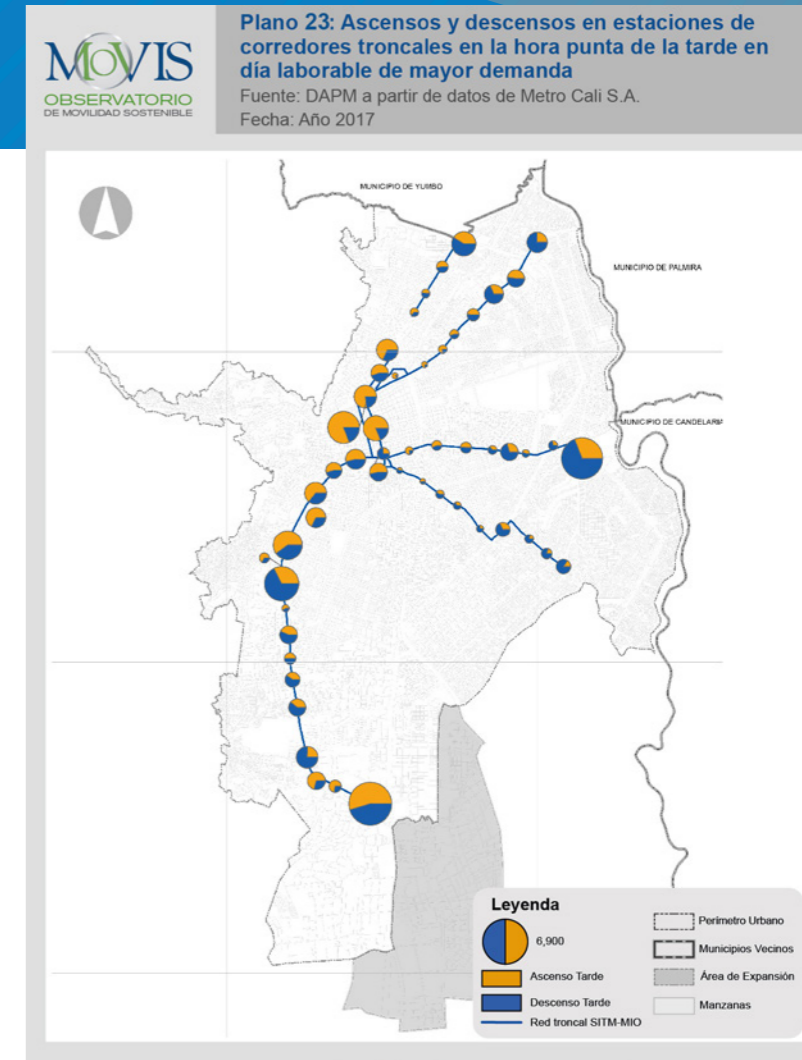 MOVIS
OBSERVATORIO
DE MOVILIDAD SOSTENIBLE
Plano 23: Ascensos y descensos en estaciones de
corredores troncales en la hora punta de la tarde en
día laborable de mayor demanda
Fuente: DAPM a partir de datos de Metro Cali S.A.
Fecha: Año 2017
MUNICIPIO DE YUMBO
MUNICIPIO DE PALMIRA
MUNICIPIO DE CANDELARIA
Leyenda
6,900
Ascenso Tarde
Descenso Tarde
Red troncal SITM-MIO
Perímetro Urbano
Municipios Vecinos
Área de Expansión
Manzanas